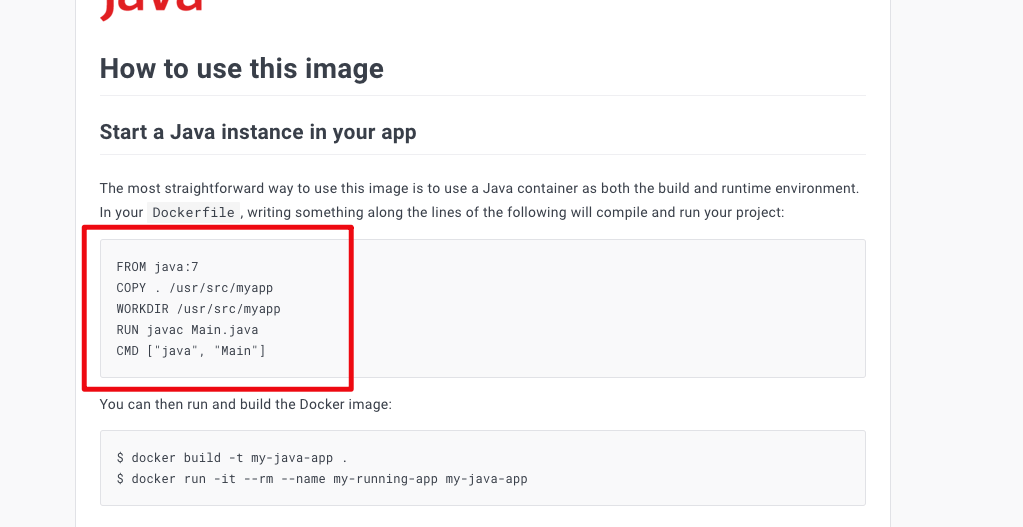 Java
How to use this image
Start a Java instance in your app
The most straightforward way to use this image is to use a Java container as both the build and runtime environment.
In your Dockerfile, writing something along the lines of the following will compile and run your project:
FROM java:7
COPY . /usr/src/myapp
WORKDIR /usr/src/myapp
RUN javac Main.java
CMD ["java", "Main"]
You can then run and build the Docker image:
$ docker build -t my-java-app .
$ docker run -it --rm --name my-running-app my-java-app